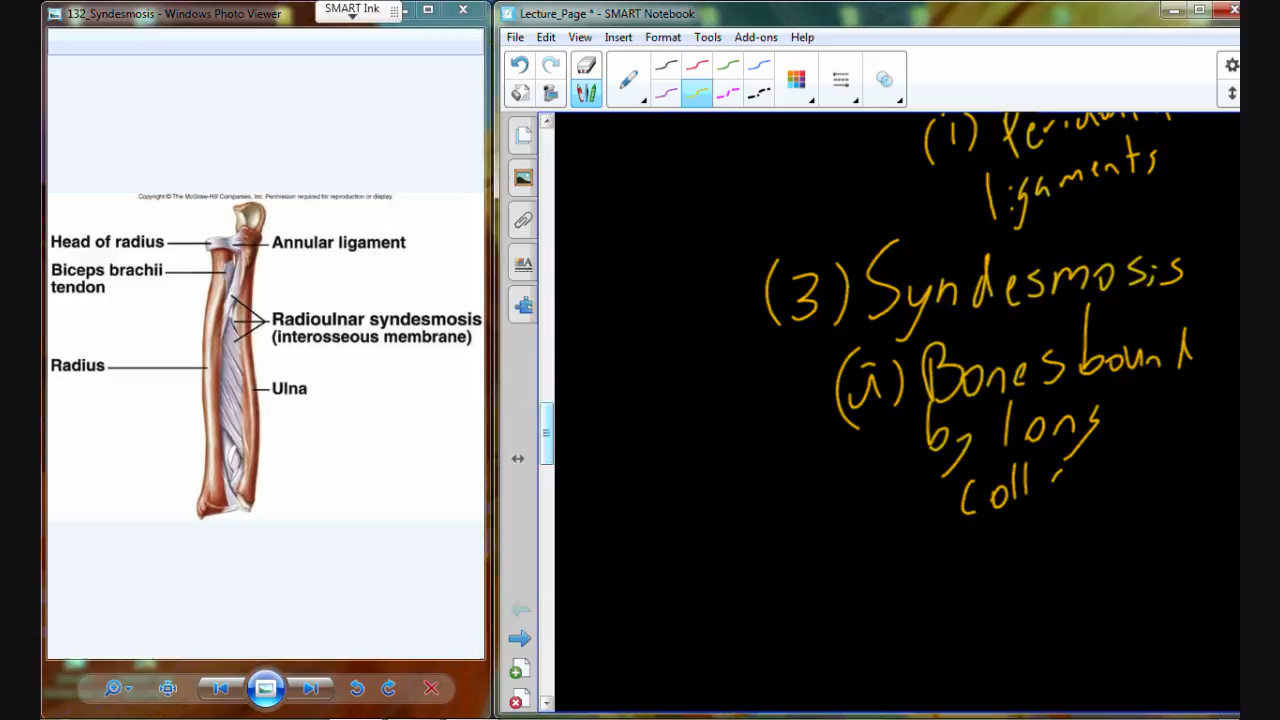 132_Syndesmosis - Windows Photo Viewer
SMART Ink
Copyright © The McGraw-Hill Companies, Inc. Permission required for reproduction or display.
Head of radius
Annular ligament
Biceps brachii
tendon
Radioulnar syndesmosis
(interosseous membrane)
Radius
Ulna
Lecture_Page * - SMART Notebook
File Edit View Insert Format Tools Add-ons Help
(i)
ligaments
(3) Syndesmosis
Bones bound
by long
coll